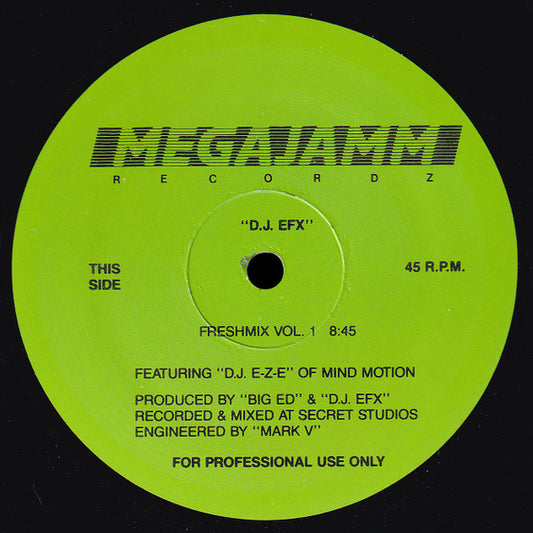 MEGAJAMM
RECORDZ
"D.J. EFX"
THIS
SIDE
45 R.P.M.
FRESHMIX VOL. 1 8:45
FEATURING "D.J. E-Z-E" OF MIND MOTION
PRODUCED BY "BIG ED" & "D.J. EFX"
RECORDED & MIXED AT SECRET STUDIOS
ENGINEERED BY "MARK V"
FOR PROFESSIONAL USE ONLY